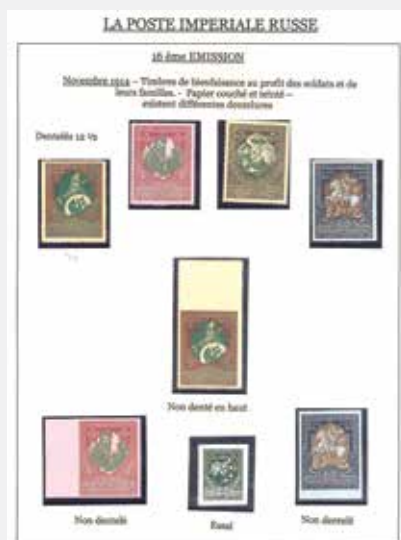 LA POSTE IMPERIALE RUSSE
16 ème EMISSION
Novembre 1914 – Timbres de bienfaisance au profit des soldats et de
leurs familles. - Papier couché et teinté –
existent différentes dentelures
Dentelés 12 ½
Non denté en haut
Non dentelé
Essai
Non dentelé